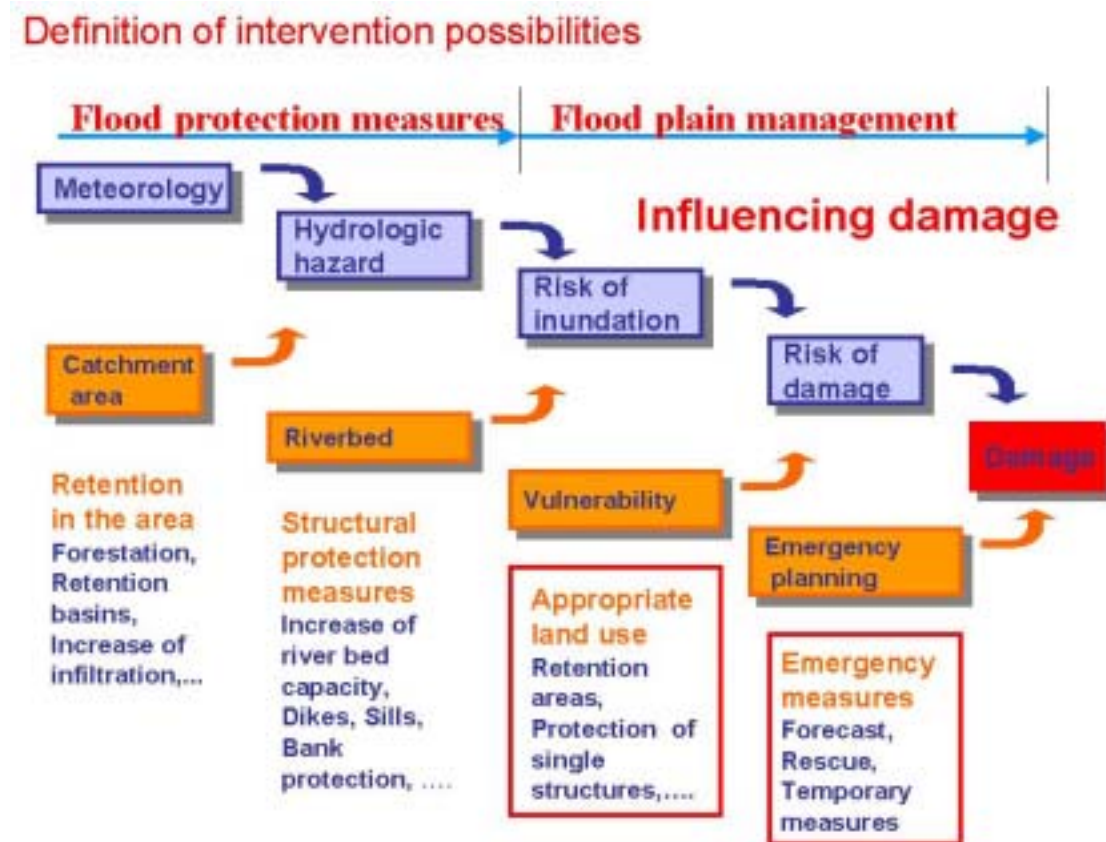 Definition of intervention possibilities
Flood protection measures
Flood plain management
Meteorology
Influencing damage
Hydrologic
hazard
Risk of
inundation
Risk of
damage
Damage
Catchment
area
Riverbed
Vulnerability
Emergency
planning
Retention
in the area
Forestation,
Retention
basins,
Increase of
infiltration,...
Structural
protection
measures
Increase of
river bed
capacity,
Dikes, Sills,
Bank
protection, ....
Appropriate
land use
Retention
areas,
Protection of
single
structures,....
Emergency
measures
Forecast,
Rescue,
Temporary
measures